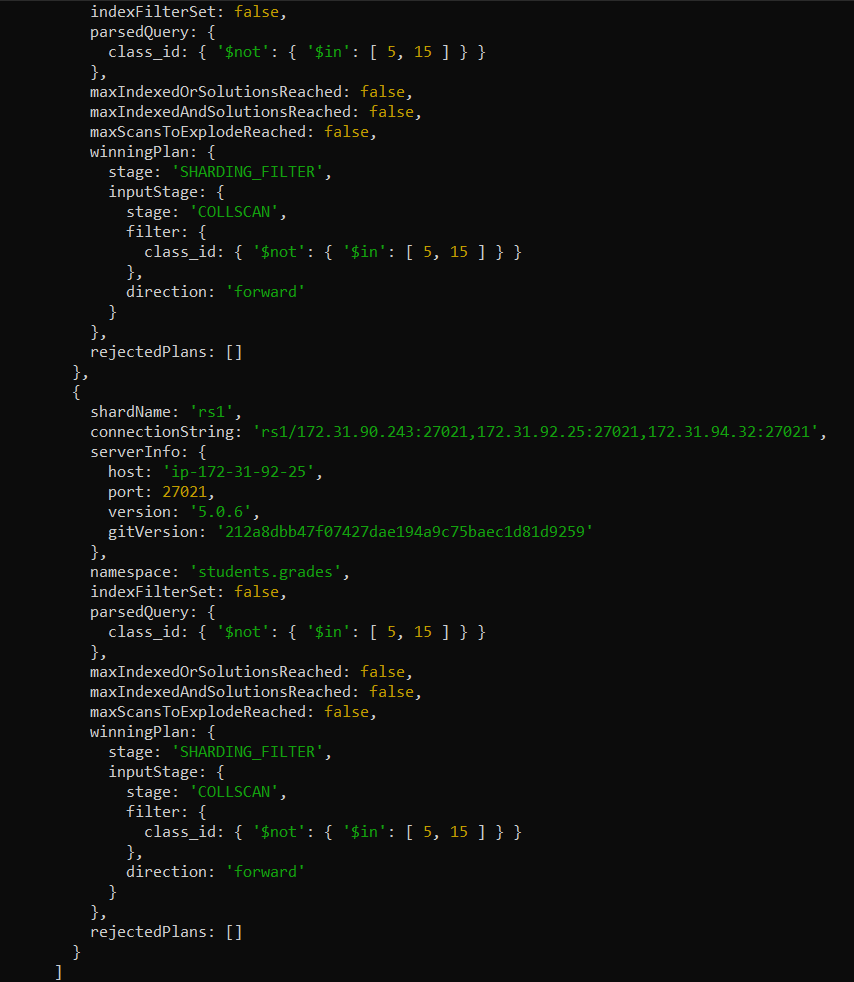 indexFilterSet: false,
parsedQuery: {
class_id: { '$not': { '$in': [ 5, 15 ] } }
},
maxIndexedOrSolutionsReached: false,
maxIndexedAndSolutionsReached: false,
maxScansToExplodeReached: false,
winningPlan: {
stage: 'SHARDING_FILTER',
inputStage: {
stage: 'COLLSCAN',
filter: {
class_id: { '$not': { '$in': [ 5, 15 ] } }
},
direction: 'forward'
}
},
rejectedPlans: []
},
{
shardName: 'rs1',
connectionString: 'rs1/172.31.90.243:27021,172.31.92.25:27021,172.31.94.32:27021',
serverInfo: {
host: 'ip-172-31-92-25',
port: 27021,
version: '5.0.6',
gitVersion: '212a8dbb47f07427dae194a9c75baec1d81d9259'
},
namespace: 'students.grades',
indexFilterSet: false,
parsedQuery: {
class_id: { '$not': { '$in': [ 5, 15 ] } }
},
maxIndexedOrSolutionsReached: false,
maxIndexedAndSolutionsReached: false,
maxScansToExplodeReached: false,
winningPlan: {
stage: 'SHARDING_FILTER',
inputStage: {
stage: 'COLLSCAN',
filter: {
class_id: { '$not': { '$in': [ 5, 15 ] } }
},
direction: 'forward'
}
},
rejectedPlans: []
}
]